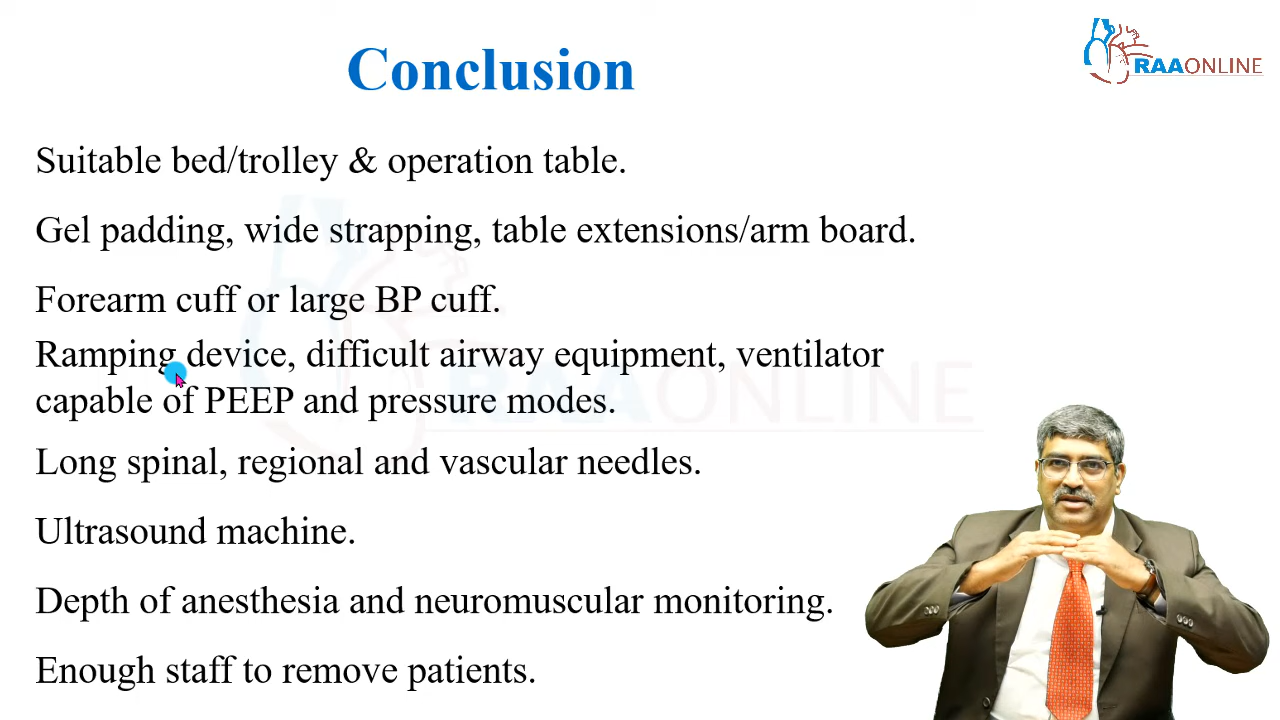 Conclusion
RAAONLINE
Suitable bed/trolley & operation table.
Gel padding, wide strapping, table extensions/arm board.
Forearm cuff or large BP cuff.
Ramping device, difficult airway equipment, ventilator
capable of PEEP and pressure modes.
RAAONLINE
Long spinal, regional and vascular needles.
Ultrasound machine.
Depth of anesthesia and neuromuscular monitoring.
Enough staff to remove patients.